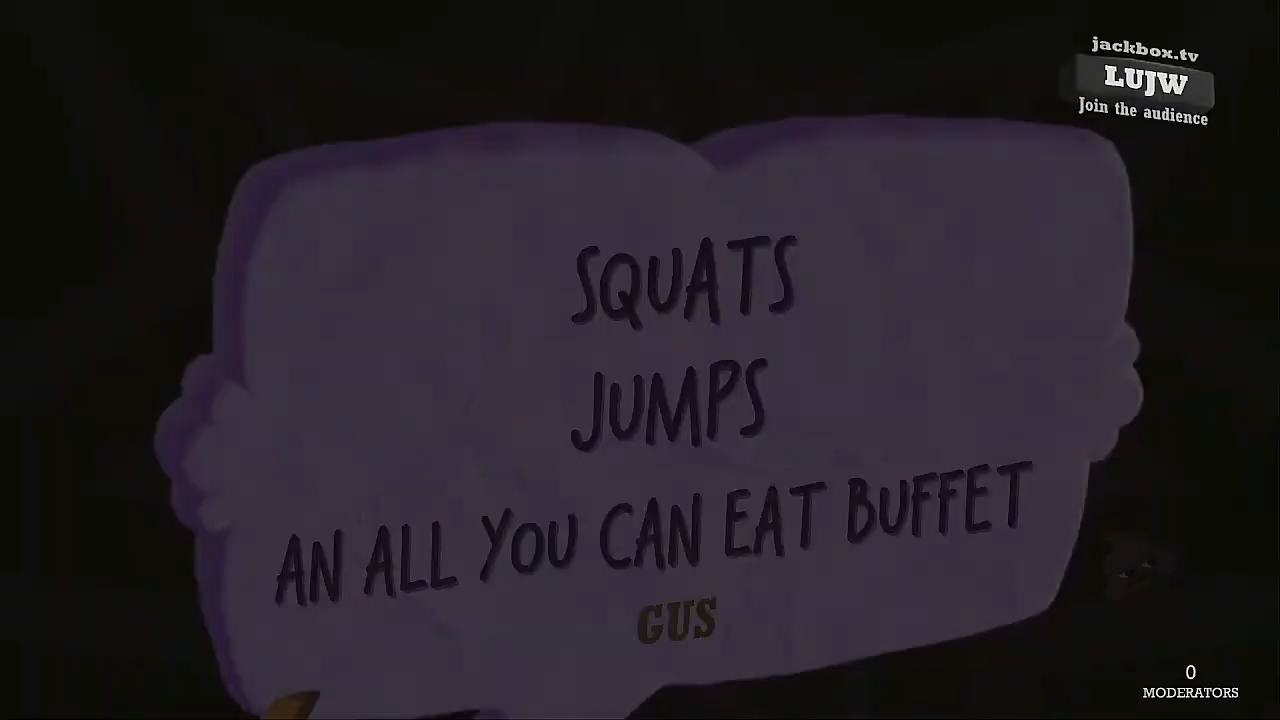 jackbox.tv
LUJW
Join the audience
SQUATS
JUMPS
AN ALL YOU CAN EAT BUFFET
GUS
0
MODERATORS